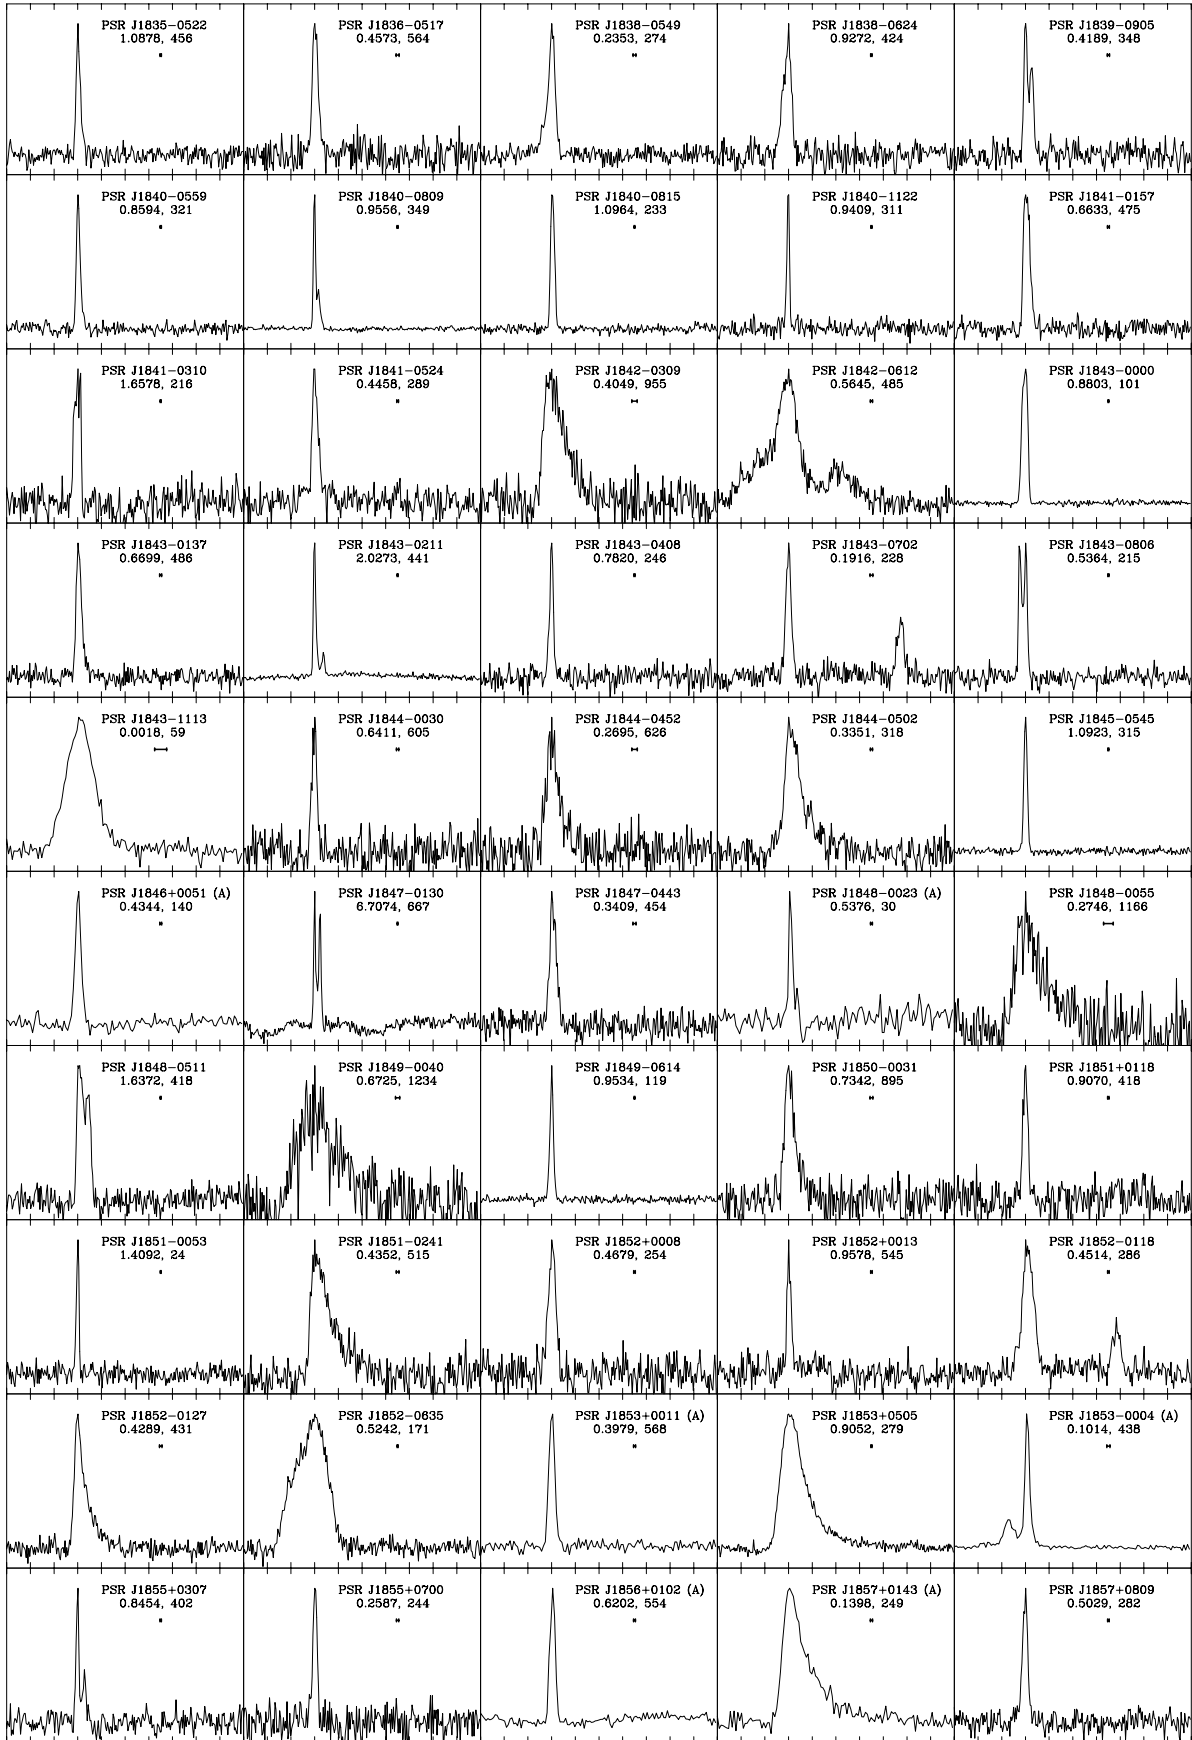 PSR J1835-0522
1.0878, 456
PSR J1836-0517
0.4573, 564
PSR J1838-0549
0.2353, 274
PSR J1838-0624
0.9272, 424
PSR J1839-0905
0.4189, 348
PSR J1840-0559
0.8594, 321
PSR J1840-0809
0.9556, 349
PSR J1840-0815
1.0964, 233
PSR J1840-1122
0.9409, 311
PSR J1841-0157
0.6633, 475
PSR J1841-0310
1.6578, 216
PSR J1841-0524
0.4458, 289
PSR J1842-0309
0.4049, 955
PSR J1842-0612
0.5645, 485
PSR J1843-0000
0.8803, 101
PSR J1843-0137
0.6699, 486
PSR J1843-0211
2.0273, 441
PSR J1843-0408
0.7820, 246
PSR J1843-0702
0.1916, 228
PSR J1843-0806
0.5364, 215
PSR J1843-1113
0.0018, 59
PSR J1844-0030
0.6411, 605
PSR J1844-0452
0.2695, 626
PSR J1844-0502
0.3351, 318
PSR J1845-0545
1.0923, 315
PSR J1846+0051 (A)
0.4344, 140
PSR J1847-0130
6.7074, 667
PSR J1847-0443
0.3409, 454
PSR J1848-0023 (A)
0.5376, 30
PSR J1848-0055
0.2746, 1166
PSR J1848-0511
1.6372, 418
PSR J1849-0040
0.6725, 1234
PSR J1849-0614
0.9534, 119
PSR J1850-0031
0.7342, 895
PSR J1851+0118
0.9070, 418
PSR J1851-0053
1.4092, 24
PSR J1851-0241
0.4352, 515
PSR J1852+0008
0.4679, 254
PSR J1852+0013
0.9578, 545
PSR J1852-0118
0.4514, 286
PSR J1852-0127
0.4289, 431
PSR J1852-0635
0.5242, 171
PSR J1853+0011 (A)
0.3979, 568
PSR J1853+0505
0.9052, 279
PSR J1853-0004 (A)
0.1014, 438
PSR J1855+0307
0.8454, 402
PSR J1855+0700
0.2587, 244
PSR J1856+0102 (A)
0.6202, 554
PSR J1857+0143 (A)
0.1398, 249
PSR J1857+0809
0.5029, 282